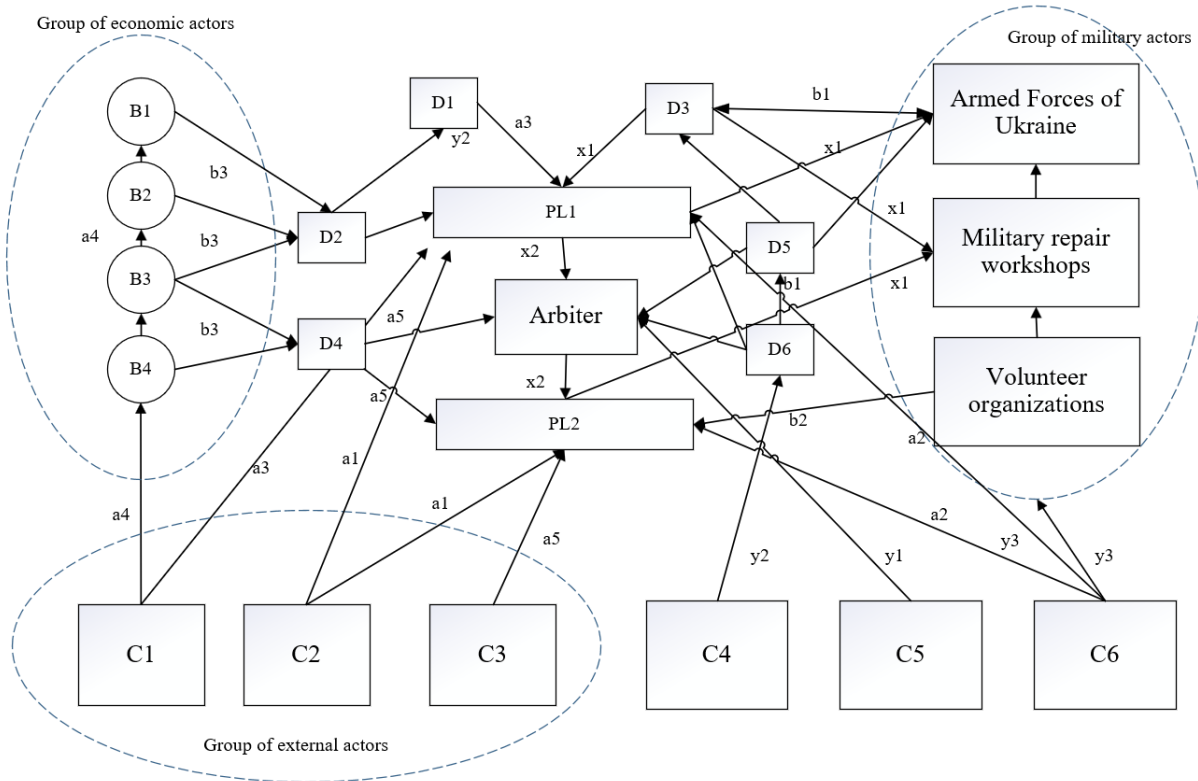 Group of economic actors
Group of military actors
B1
D1
D3
b1
Armed Forces of
Ukraine
y2
a3
x1
x1
b3
B2
PL1
a4
b3
D2
x2
D5
x1
Military repair
workshops
B3
b1
x1
b3
a5
Arbiter
D4
D6
B4
x2
Volunteer
organizations
a5
PL2
b2
a2
a3
a1
a4
a1
a5
a2
y3
y2
y1
y3
C1
C2
C3
C4
C5
C6
Group of external actors